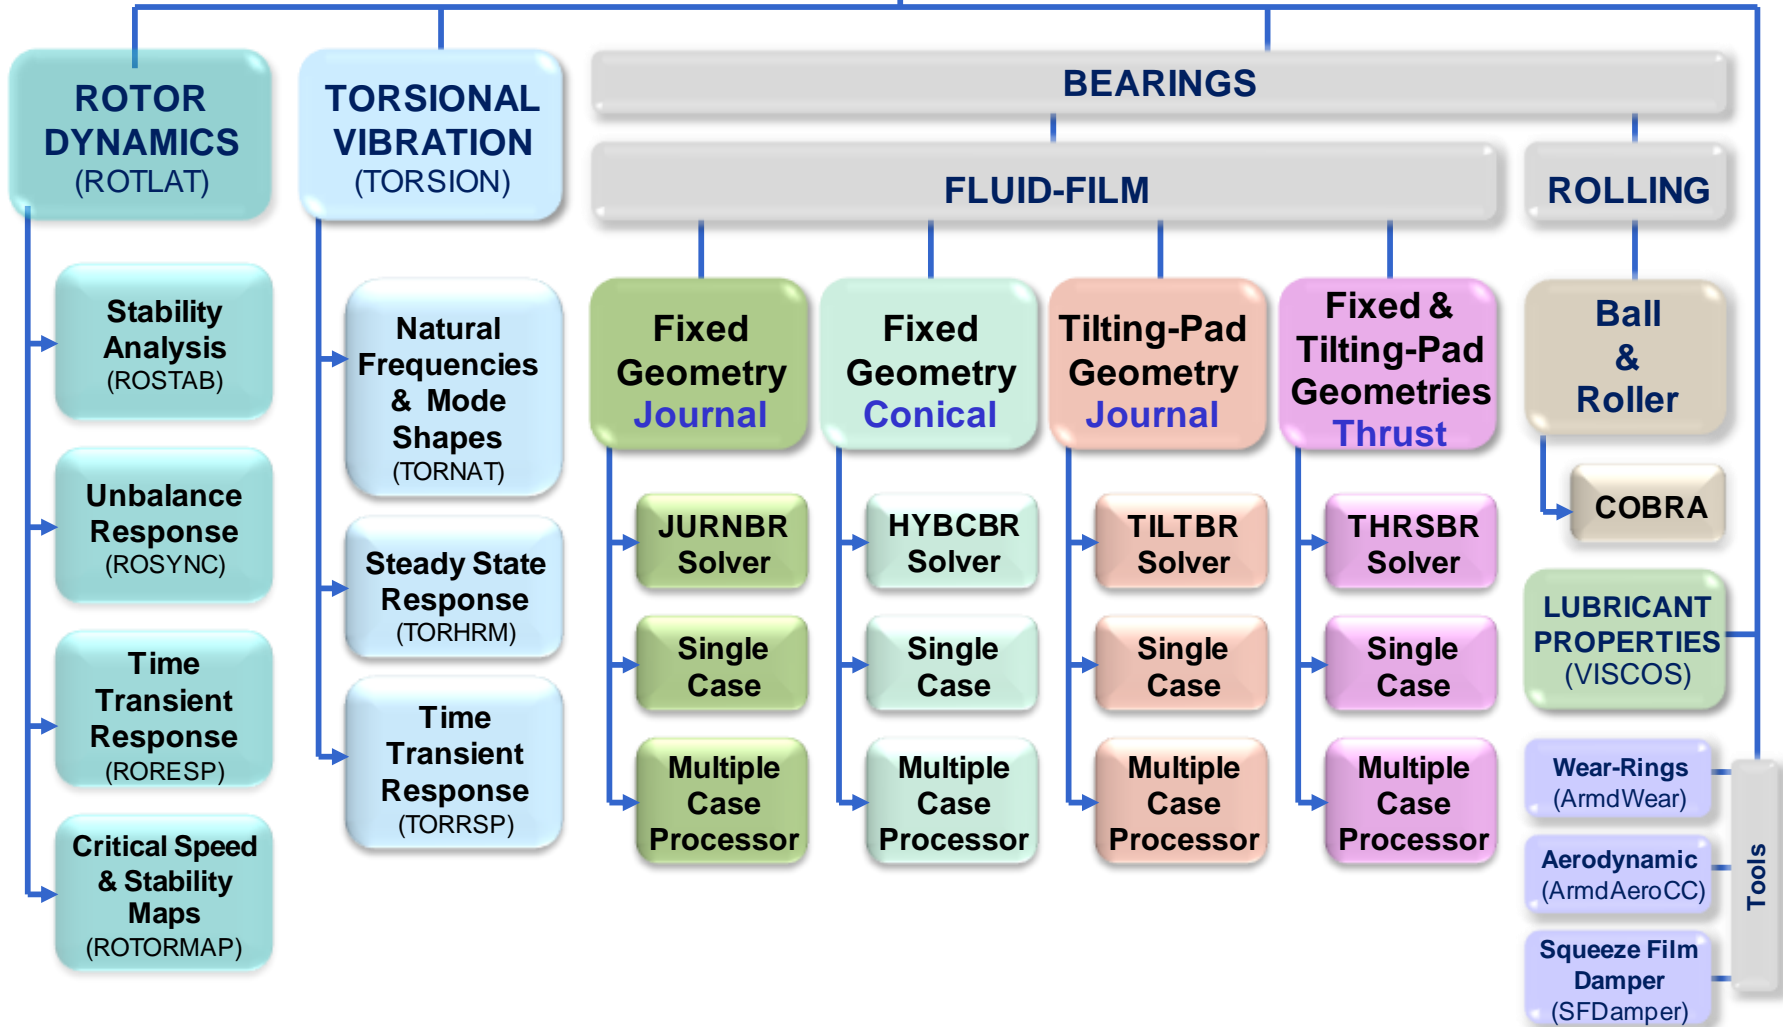 ROTOR
DYNAMICS
(ROTLAT)
Stability
Analysis
(ROSTAB)
Unbalance
Response
(ROSYNC)
Time
Transient
Response
(RORESP)
Critical Speed
& Stability
Maps
(ROTORMAP)
TORSIONAL
VIBRATION
(TORSION)
Natural
Frequencies
& Mode
Shapes
(TORNAT)
Steady State
Response
(TORHRM)
Time
Transient
Response
(TORRSP)
BEARINGS
FLUID-FILM
Fixed
Geometry
Journal
JURNBR
Solver
Single
Case
Multiple
Case
Processor
Fixed
Geometry
Conical
HYBCBR
Solver
Single
Case
Multiple
Case
Processor
Tilting-Pad
Geometry
Journal
TILTBR
Solver
Single
Case
Multiple
Case
Processor
Fixed &
Tilting-Pad
Geometries
Thrust
THRSBR
Solver
Single
Case
Multiple
Case
Processor
ROLLING
Ball
&
Roller
COBRA
LUBRICANT
PROPERTIES
(VISCOS)
Tools
Wear-Rings
(ArmdWear)
Aerodynamic
(ArmdAeroCC)
Squeeze Film
Damper
(SFDamper)